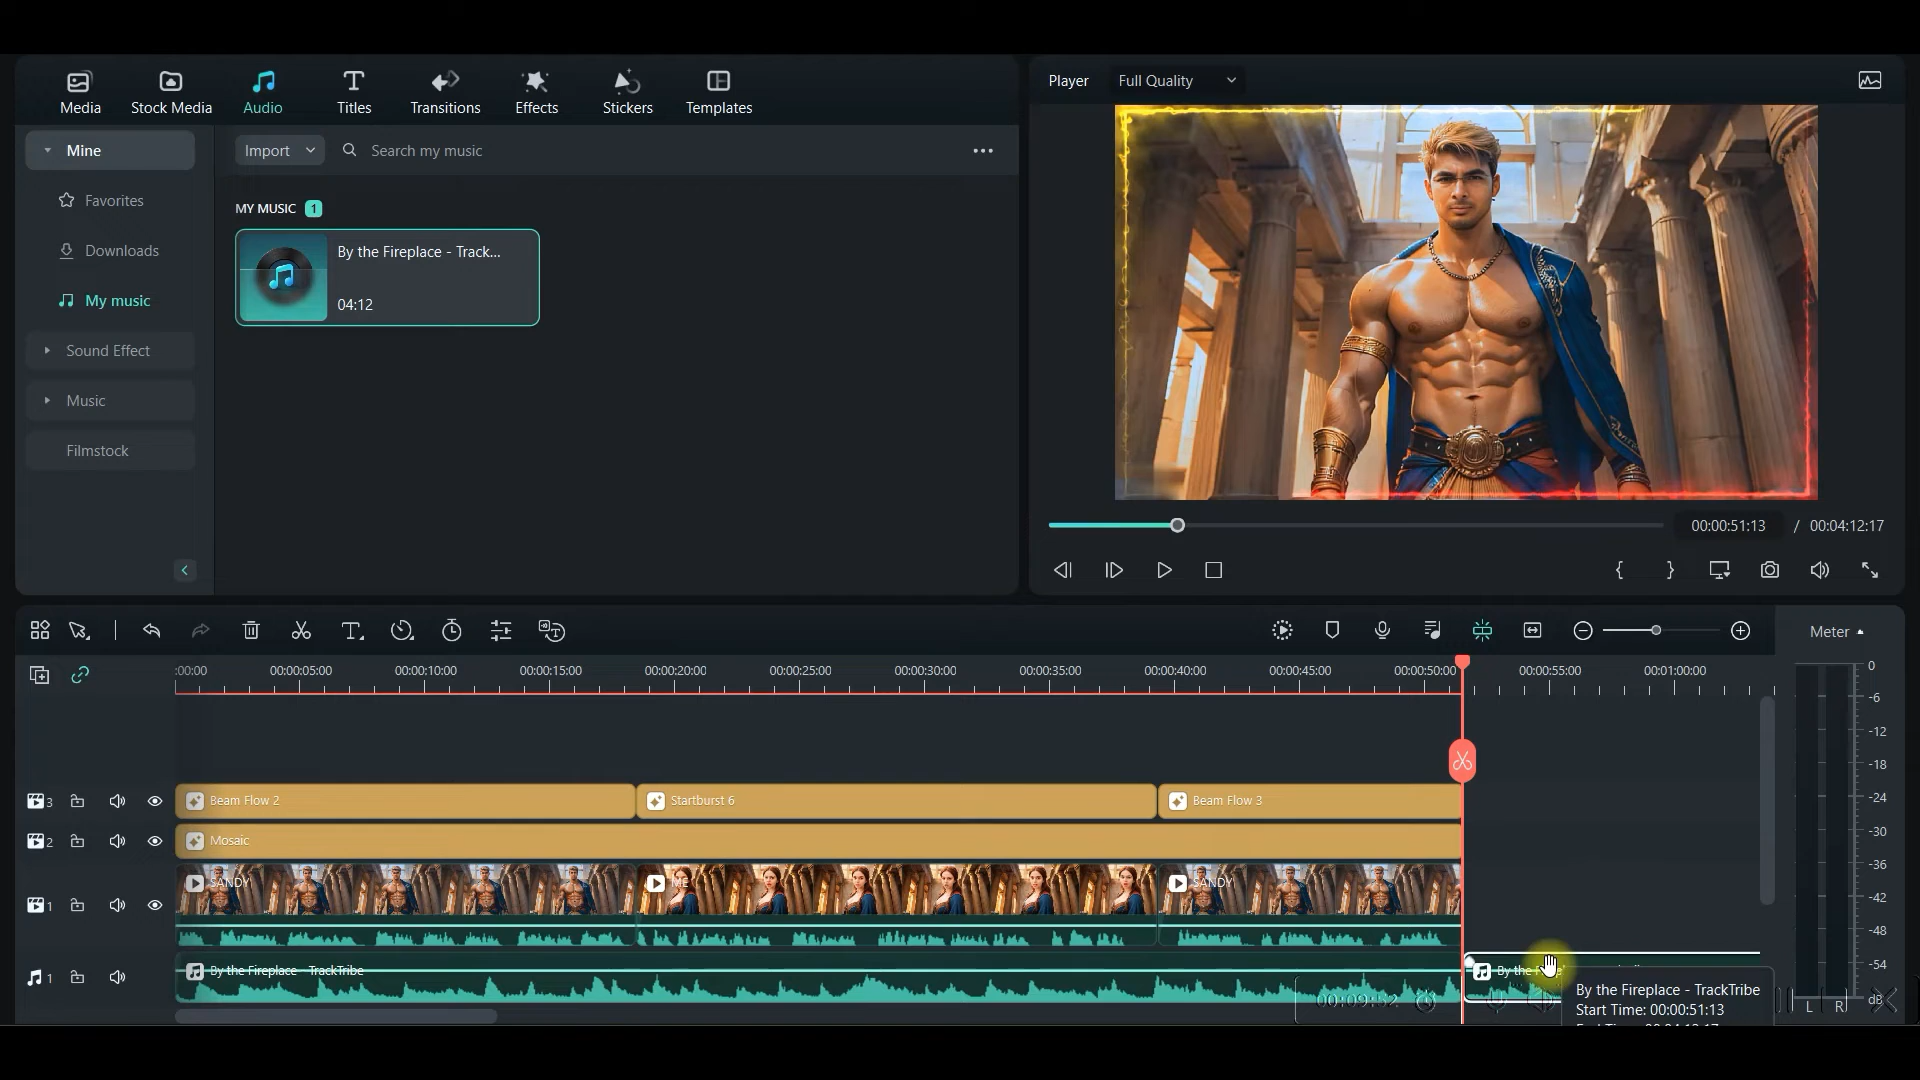 Media
Stock Media
Audio
Titles
Transitions
Effects
Stickers
Templates
Player
Full Quality
Mine
Favorites
Downloads
My music
Sound Effect
Music
Filmstock
Import
Search my music
MY MUSIC 1
By the Fireplace - Track...
04:12
00:00:51:13 / 00:04:12:17
Meter
:00:00 00:00:05:00 00:00:10:00 00:00:15:00 00:00:20:00 00:00:25:00 00:00:30:00 00:00:35:00 00:00:40:00 00:00:45:00 00:00:50:00 00:00:55:00 00:01:00:00
3
Beam Flow 2
Startburst 6
Beam Flow 3
2
Mosaic
1
SANDY
ME
SANDY
1
By the Fireplace - TrackTribe
By the
00:09:52
By the Fireplace - TrackTribe
Start Time: 00:00:51:13
0
-6
-12
-18
-24
-30
-36
-42
-48
-54
dB
L R